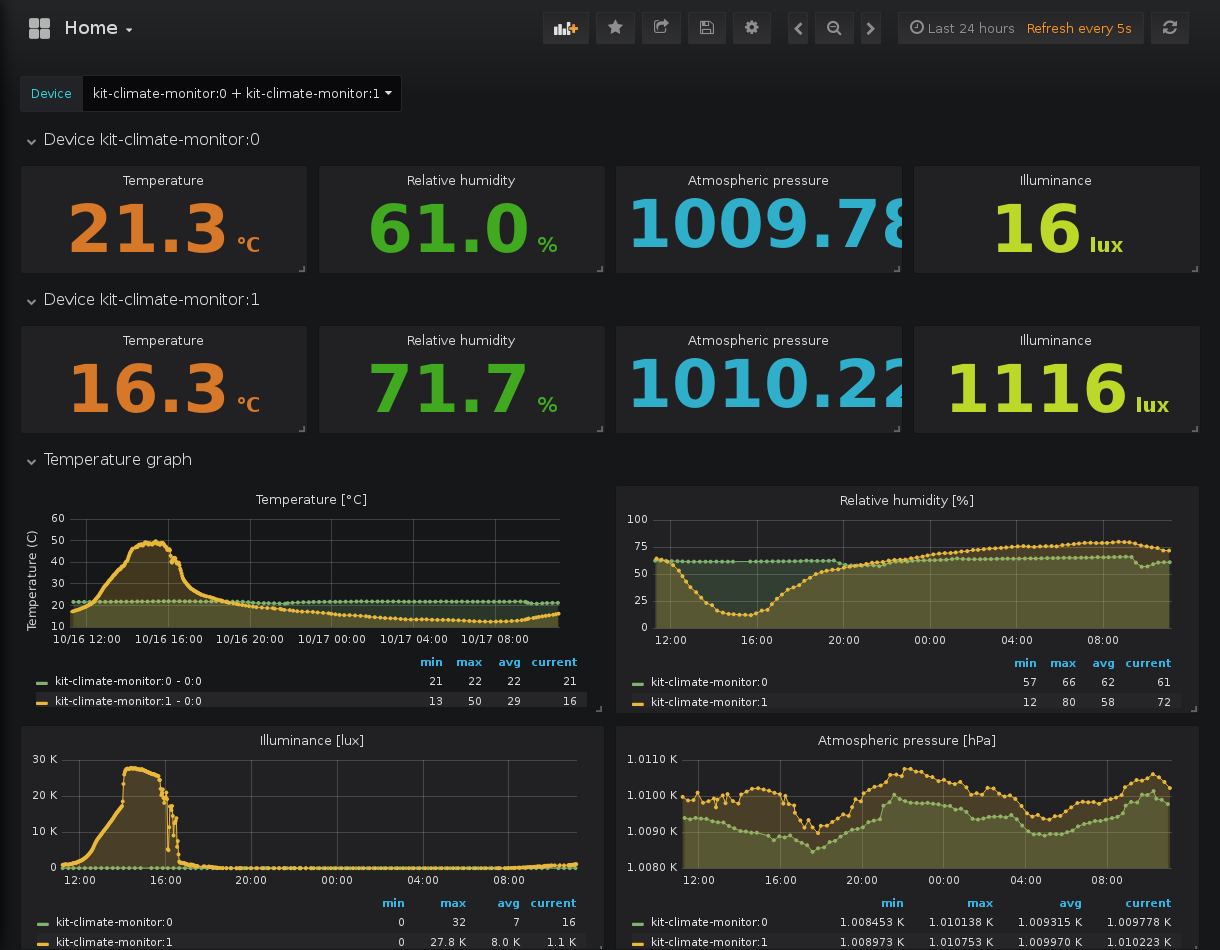 Home
Last 24 hours Refresh every 5s
Device kit-climate-monitor:0 + kit-climate-monitor:1
Device kit-climate-monitor:0
Temperature Relative humidity Atmospheric pressure Illuminance
21.3 °C 61.0 % 1009.78 16 lux
Device kit-climate-monitor:1
Temperature Relative humidity Atmospheric pressure Illuminance
16.3 °C 71.7 % 1010.22 1116 lux
Temperature graph
Temperature [°C]
Temperature (C)
60
50
40
30
20
10
10/16 12:00 10/16 16:00 10/16 20:00 10/17 00:00 10/17 04:00 10/17 08:00
min max avg current
kit-climate-monitor:0 - 0:0 21 22 22 21
kit-climate-monitor:1 - 0:0 13 50 29 16
Relative humidity [%]
100
75
50
25
0
12:00 16:00 20:00 00:00 04:00 08:00
min max avg current
kit-climate-monitor:0 57 66 62 61
kit-climate-monitor:1 12 80 58 72
Illuminance [lux]
30 K
20 K
10 K
0
12:00 16:00 20:00 00:00 04:00 08:00
min max avg current
kit-climate-monitor:0 0 32 7 16
kit-climate-monitor:1 0 27.8 K 8.0 K 1.1 K
Atmospheric pressure [hPa]
1.0110 K
1.0100 K
1.0090 K
1.0080 K
12:00 16:00 20:00 00:00 04:00 08:00
min max avg current
kit-climate-monitor:0 1.008453 K 1.010138 K 1.009315 K 1.009778 K
kit-climate-monitor:1 1.008973 K 1.010753 K 1.009970 K 1.010223 K